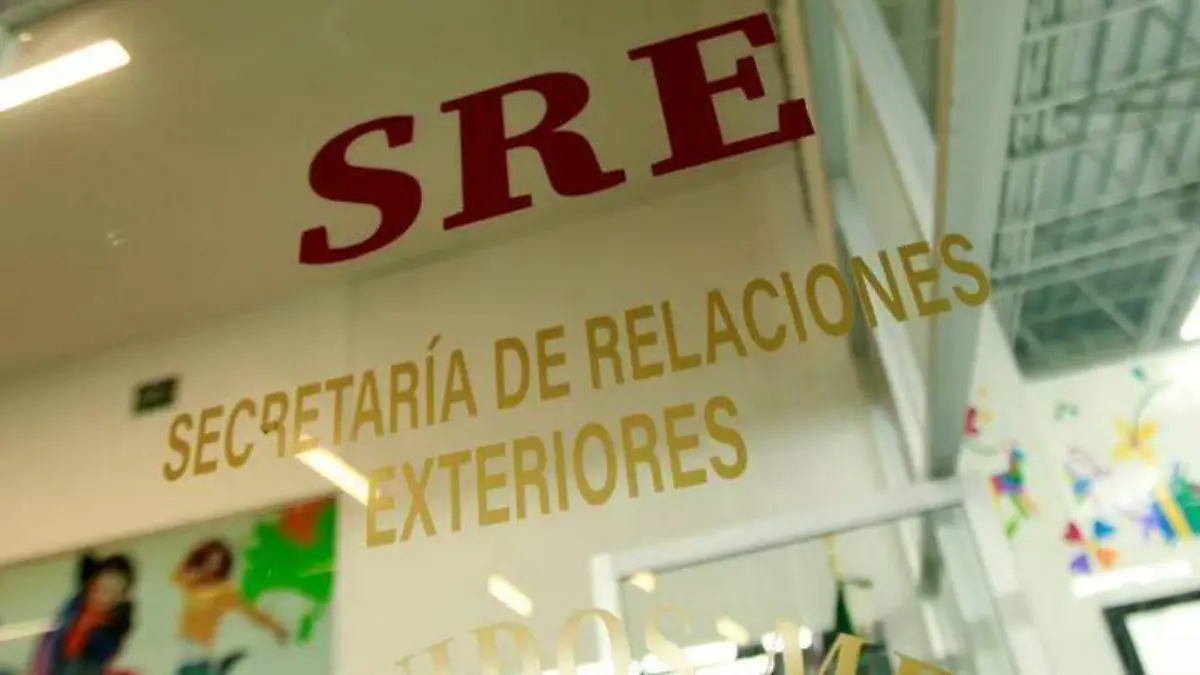 SRE
SECRETARÍA DE RELACIONES
EXTERIORES